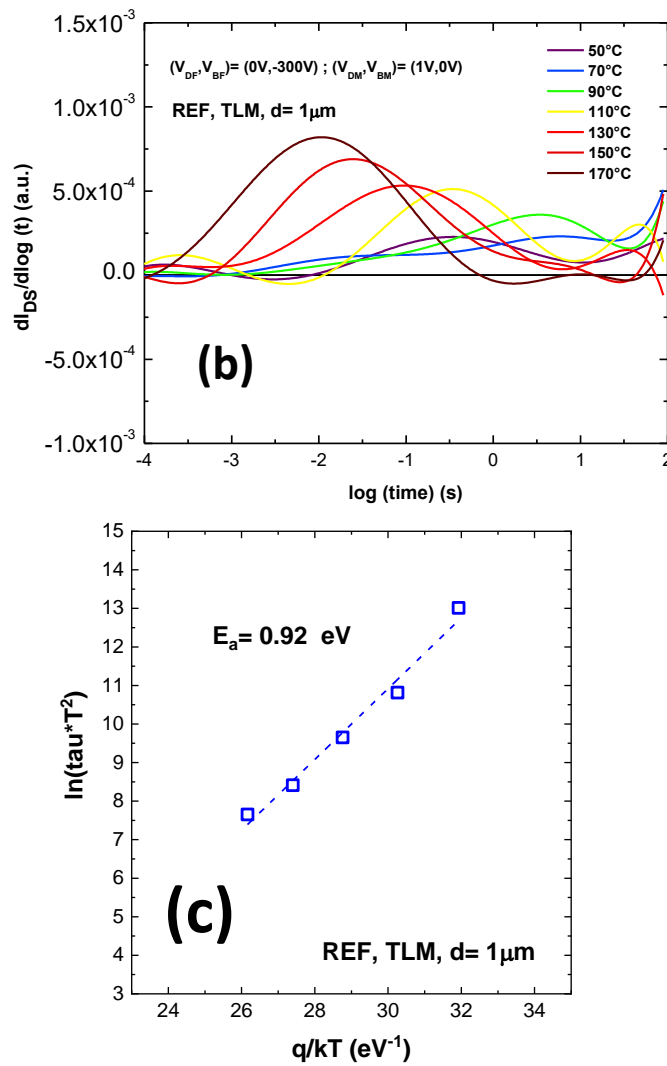 1.5x10⁻³
1.0x10⁻³
5.0x10⁻⁴
0.0
-5.0x10⁻⁴
-1.0x10⁻³
dI_DS/dlog (t) (a.u.)
(V_DF,V_BF)= (0V,-300V) ; (V_DM,V_BM)= (1V,0V)
REF, TLM, d= 1μm
50°C
70°C
90°C
110°C
130°C
150°C
170°C
(b)
-4 -3 -2 -1 0 1 2
log (time) (s)
15
14
13
12
11
10
9
8
7
6
5
4
3
ln(tau*T²)
E_a= 0.92 eV
(c)
REF, TLM, d= 1μm
24 26 28 30 32 34
q/kT (eV⁻¹)